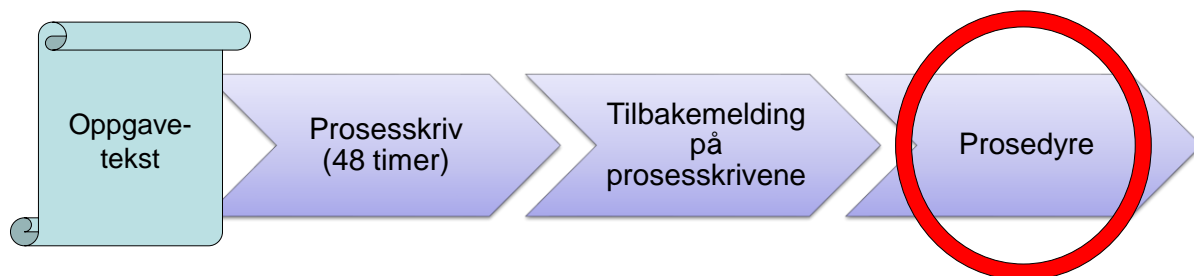 Oppgave-
tekst
Prosesskriv
(48 timer)
Tilbakemelding
på
prosesskrivene
Prosedyre